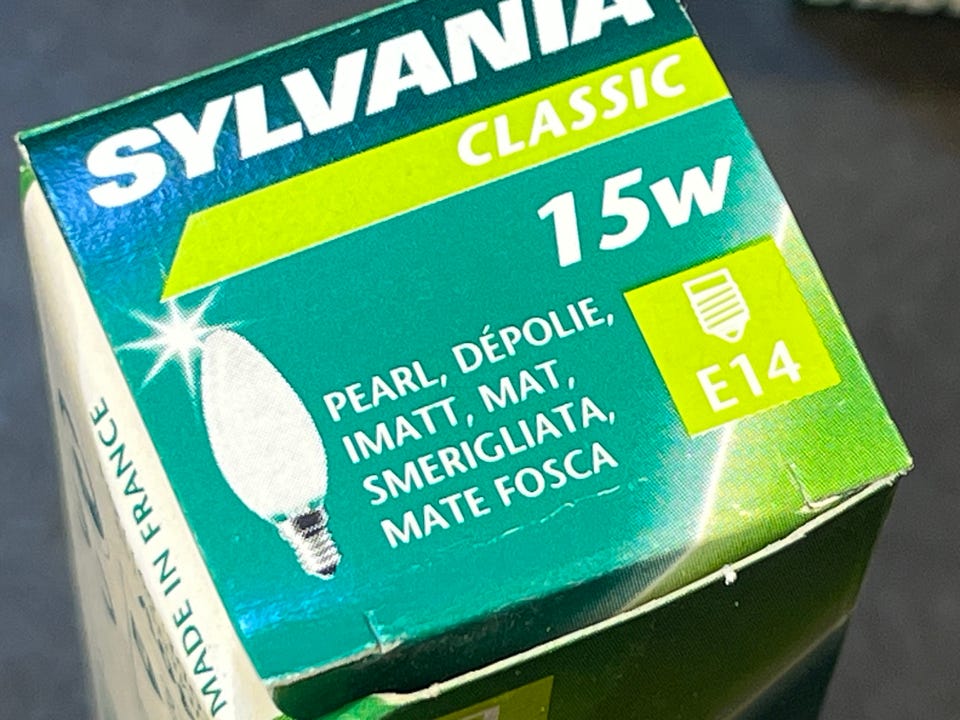 SYLVANIA
CLASSIC
15w
PEARL, DÉPOLIE,
IMATT, MAT,
SMERIGLIATA,
MATE FOSCA
E14
MADE IN FRANCE